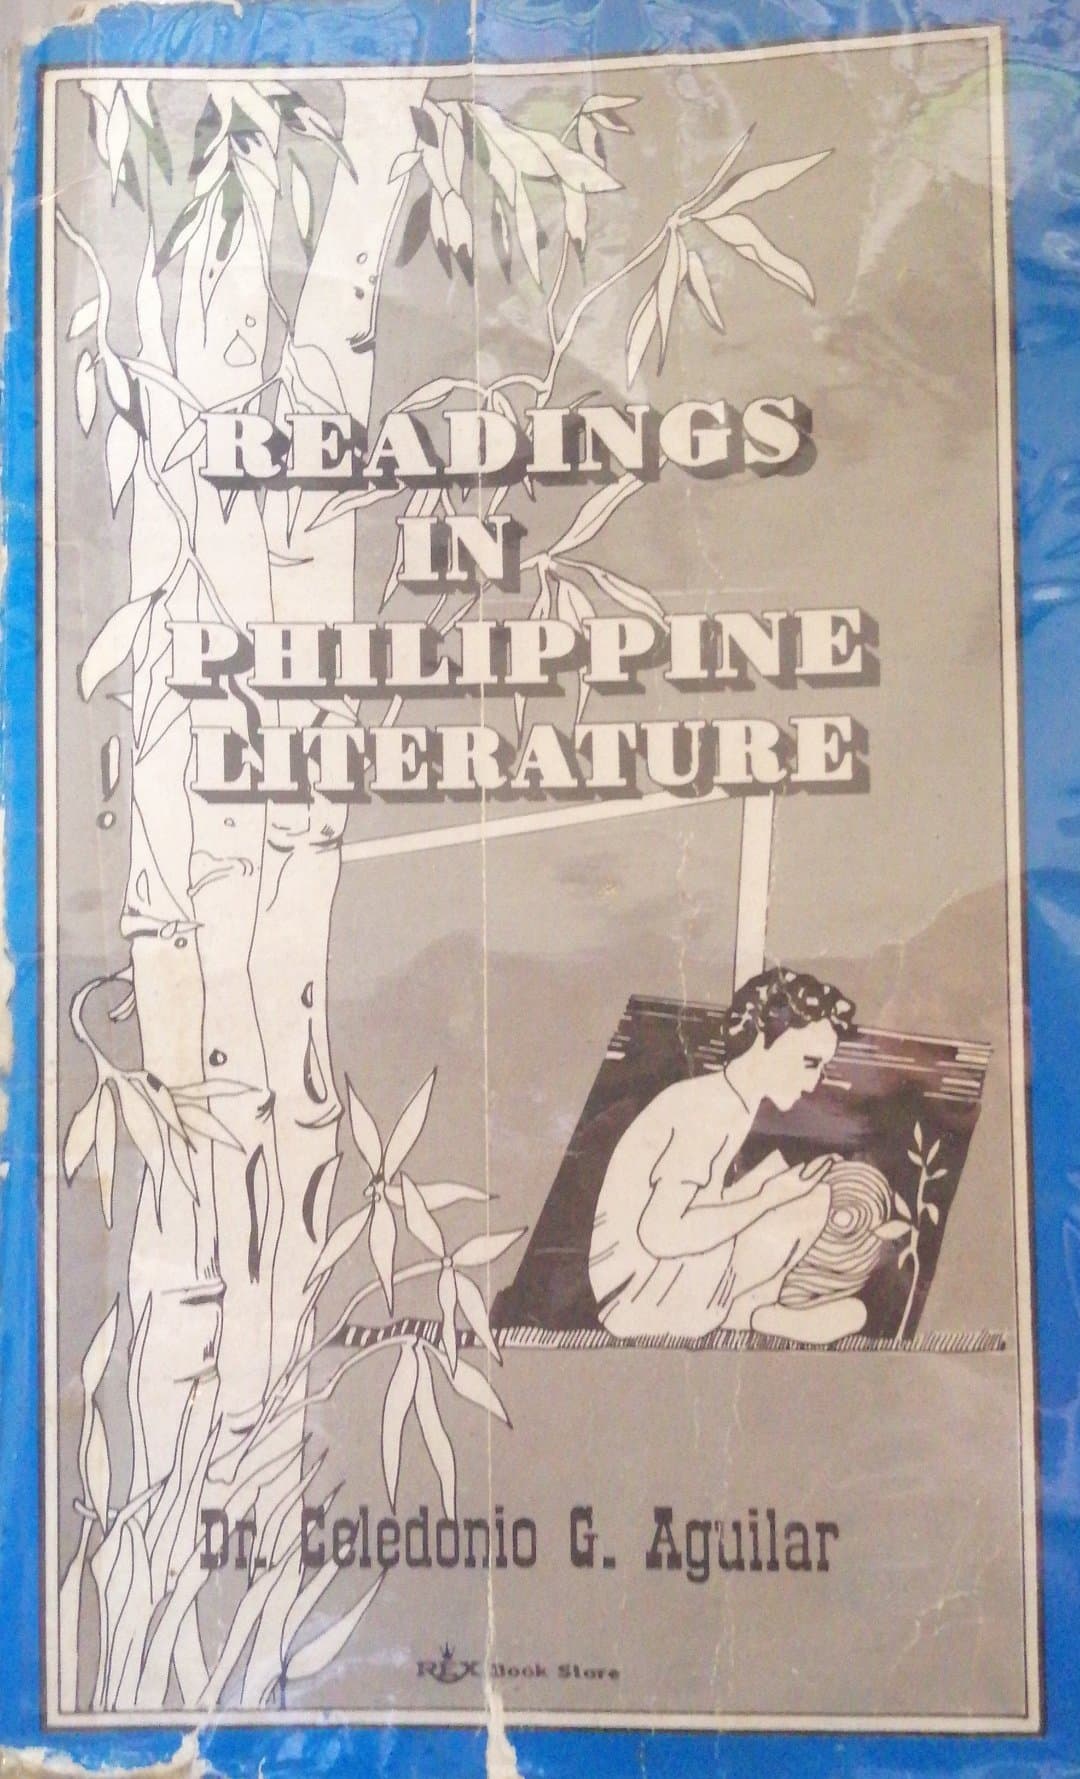 READINGS
IN
PHILIPPINE
LITERATURE
Dr. Celedonio G. Aguilar
REX Book Store